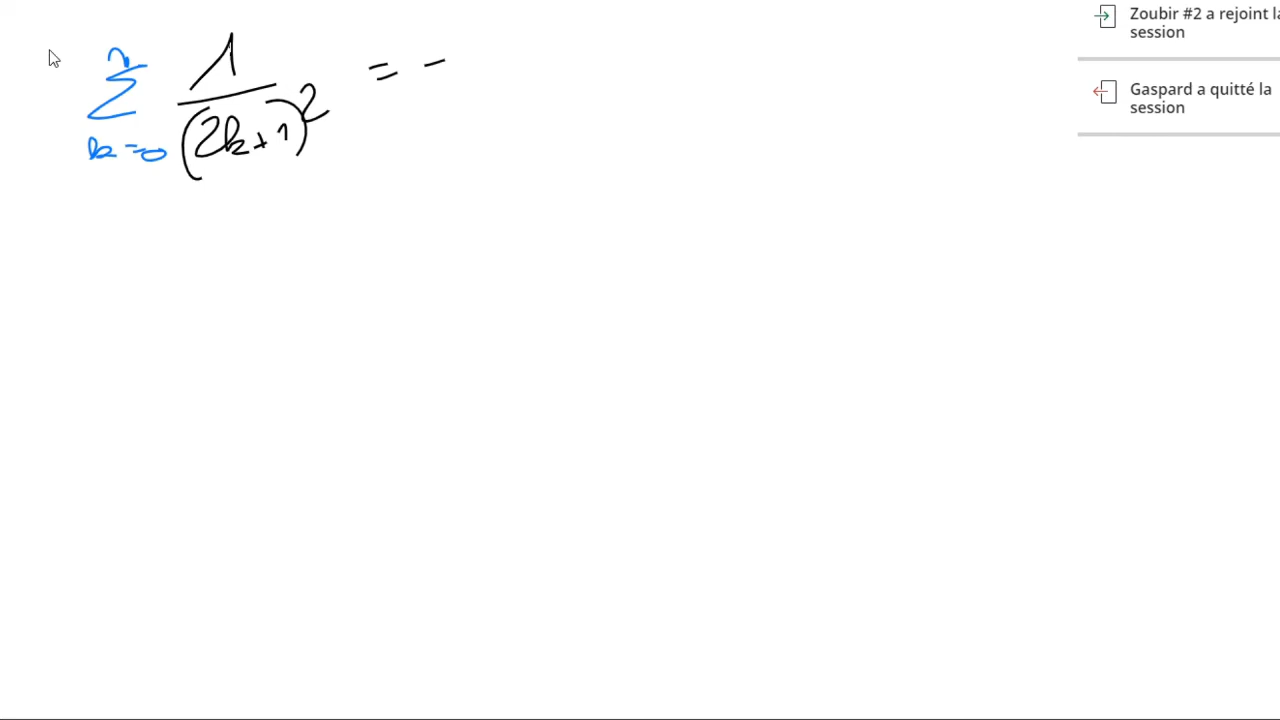 n
∑ 1/(2k+1)² = -
k=0
Zoubir #2 a rejoint la
session
Gaspard a quitté la
session